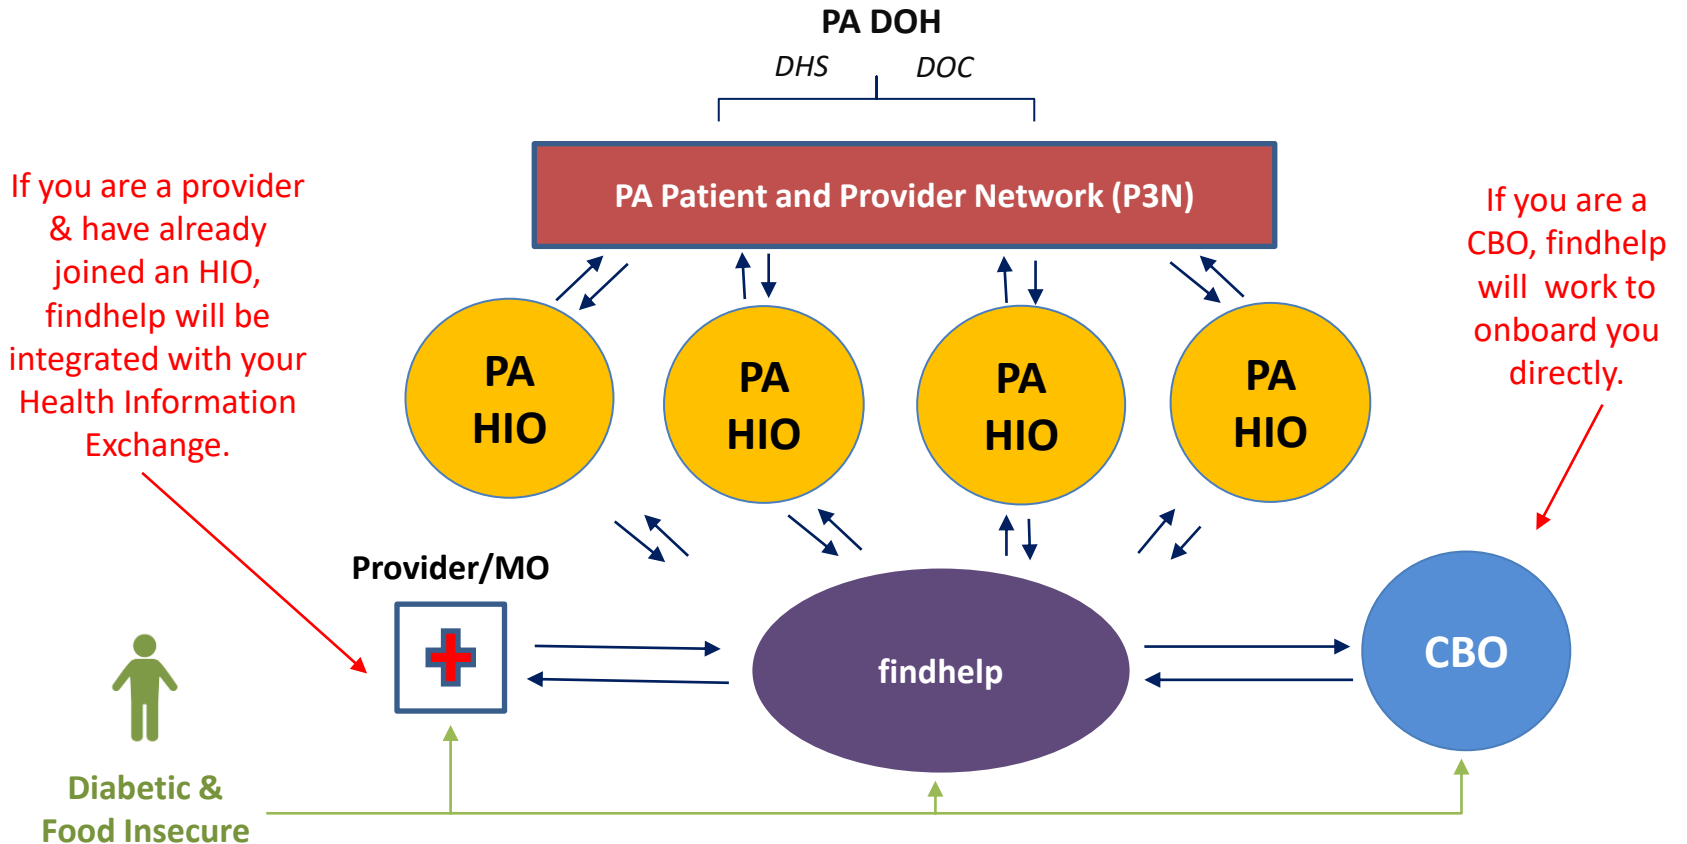 PA DOH
DHS
DOC
PA Patient and Provider Network (P3N)
If you are a provider
& have already
joined an HIO,
findhelp will be
integrated with your
Health Information
Exchange.
If you are a
CBO, findhelp
will  work to
onboard you
directly.
PA
HIO
PA
HIO
PA
HIO
PA
HIO
Provider/MO
findhelp
CBO
Diabetic &
Food Insecure